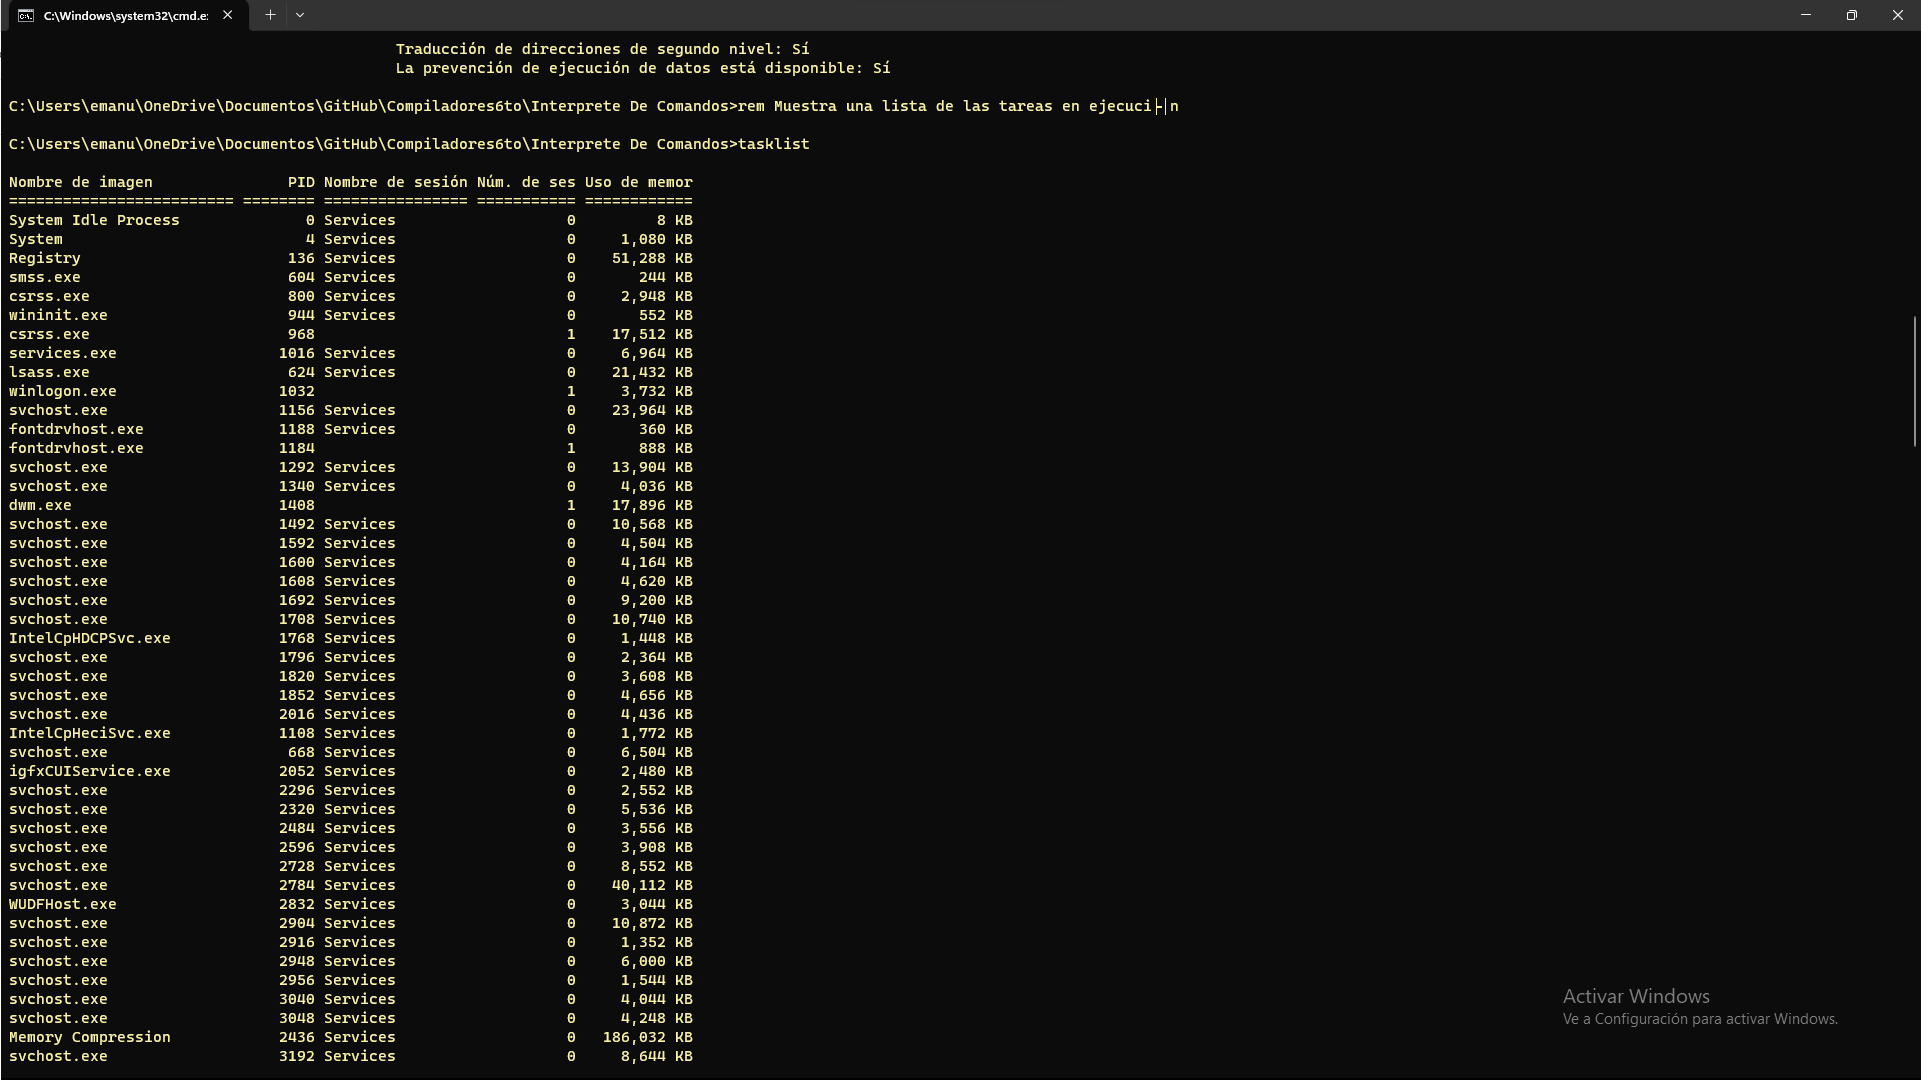 C:\Windows\system32\cmd.e:
Traducción de direcciones de segundo nivel: Sí
La prevención de ejecución de datos está disponible: Sí
C:\Users\emanu\OneDrive\Documentos\GitHub\Compiladores6to\Interprete De Comandos>rem Muestra una lista de las tareas en ejecuci├│n
C:\Users\emanu\OneDrive\Documentos\GitHub\Compiladores6to\Interprete De Comandos>tasklist
Nombre de imagen               PID Nombre de sesión Núm. de ses Uso de memor
========================= ======== ================ =========== ============
System Idle Process              0 Services                   0         8 KB
System                           4 Services                   0     1,080 KB
Registry                       136 Services                   0    51,288 KB
smss.exe                       604 Services                   0       244 KB
csrss.exe                      800 Services                   0     2,948 KB
wininit.exe                    944 Services                   0       552 KB
csrss.exe                      968                            1    17,512 KB
services.exe                  1016 Services                   0     6,964 KB
lsass.exe                      624 Services                   0    21,432 KB
winlogon.exe                  1032                            1     3,732 KB
svchost.exe                   1156 Services                   0    23,964 KB
fontdrvhost.exe               1188 Services                   0       360 KB
fontdrvhost.exe               1184                            1       888 KB
svchost.exe                   1292 Services                   0    13,904 KB
svchost.exe                   1340 Services                   0     4,036 KB
dwm.exe                       1408                            1    17,896 KB
svchost.exe                   1492 Services                   0    10,568 KB
svchost.exe                   1592 Services                   0     4,504 KB
svchost.exe                   1600 Services                   0     4,164 KB
svchost.exe                   1608 Services                   0     4,620 KB
svchost.exe                   1692 Services                   0     9,200 KB
svchost.exe                   1708 Services                   0    10,740 KB
IntelCpHDCPSvc.exe            1768 Services                   0     1,448 KB
svchost.exe                   1796 Services                   0     2,364 KB
svchost.exe                   1820 Services                   0     3,608 KB
svchost.exe                   1852 Services                   0     4,656 KB
svchost.exe                   2016 Services                   0     4,436 KB
IntelCpHeciSvc.exe            1108 Services                   0     1,772 KB
svchost.exe                    668 Services                   0     6,504 KB
igfxCUIService.exe            2052 Services                   0     2,480 KB
svchost.exe                   2296 Services                   0     2,552 KB
svchost.exe                   2320 Services                   0     5,536 KB
svchost.exe                   2484 Services                   0     3,556 KB
svchost.exe                   2596 Services                   0     3,908 KB
svchost.exe                   2728 Services                   0     8,552 KB
svchost.exe                   2784 Services                   0    40,112 KB
WUDFHost.exe                  2832 Services                   0     3,044 KB
svchost.exe                   2904 Services                   0    10,872 KB
svchost.exe                   2916 Services                   0     1,352 KB
svchost.exe                   2948 Services                   0     6,000 KB
svchost.exe                   2956 Services                   0     1,544 KB
svchost.exe                   3040 Services                   0     4,044 KB
svchost.exe                   3048 Services                   0     4,248 KB
Memory Compression            2436 Services                   0   186,032 KB
svchost.exe                   3192 Services                   0     8,644 KB
Activar Windows
Ve a Configuración para activar Windows.